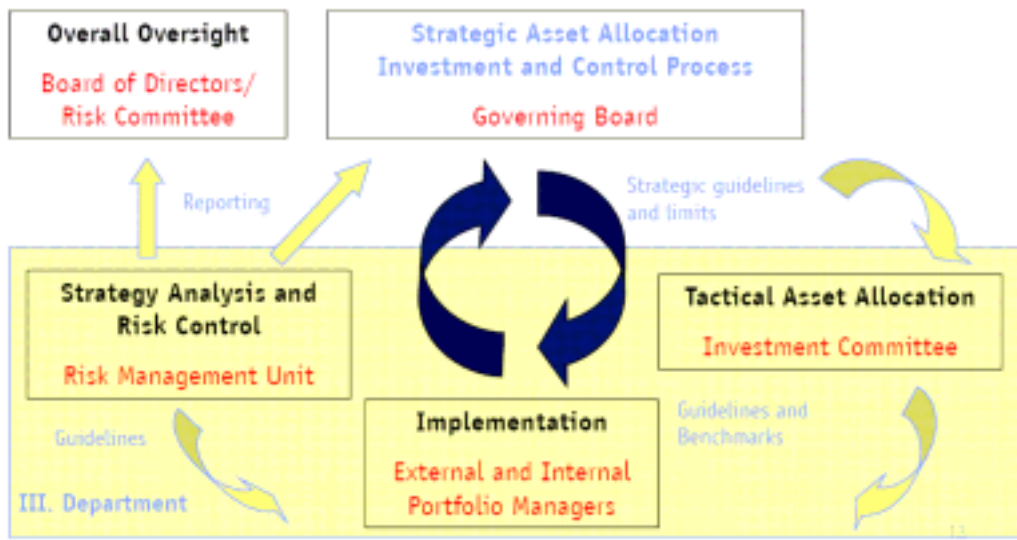 Overall Oversight
Board of Directors/
Risk Committee
Strategic Asset Allocation
Investment and Control Process
Governing Board
Reporting
Strategic guidelines
and limits
Strategy Analysis and
Risk Control
Risk Management Unit
Tactical Asset Allocation
Investment Committee
Guidelines
Implementation
External and Internal
Portfolio Managers
Guidelines and
Benchmarks
III. Department